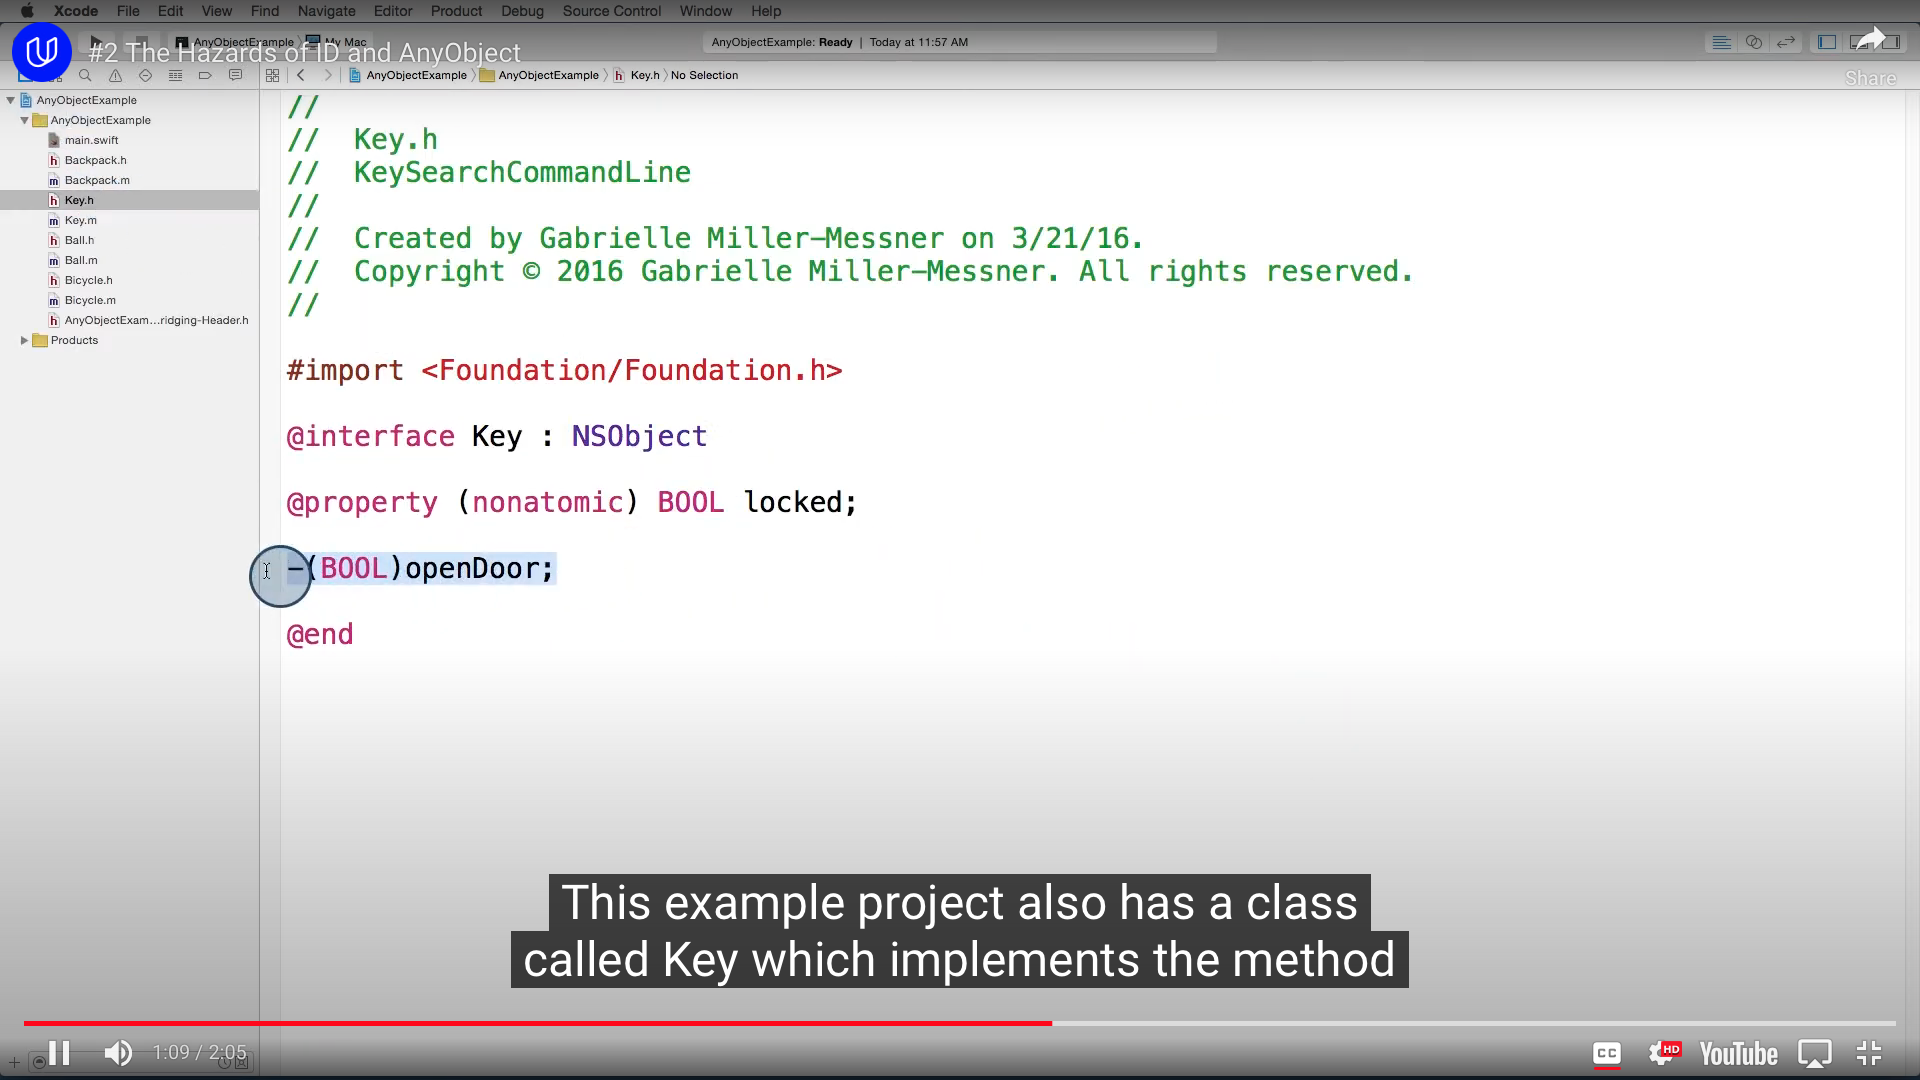 Xcode File Edit View Find Navigate Editor Product Debug Source Control Window Help
#2 The Hazards of ID and AnyObject
AnyObjectExample My Mac
AnyObjectExample: Ready | Today at 11:57 AM
Share
AnyObjectExample AnyObjectExample Key.h No Selection
AnyObjectExample
AnyObjectExample
main.swift
Backpack.h
Backpack.m
Key.h
Key.m
Ball.h
Ball.m
Bicycle.h
Bicycle.m
AnyObjectExam...ridging-Header.h
Products
//
// Key.h
// KeySearchCommandLine
//
// Created by Gabrielle Miller-Messner on 3/21/16.
// Copyright © 2016 Gabrielle Miller-Messner. All rights reserved.
//
#import <Foundation/Foundation.h>
@interface Key : NSObject
@property (nonatomic) BOOL locked;
-(BOOL)openDoor;
@end
This example project also has a class
called Key which implements the method
1:09 / 2:05
CC HD YouTube